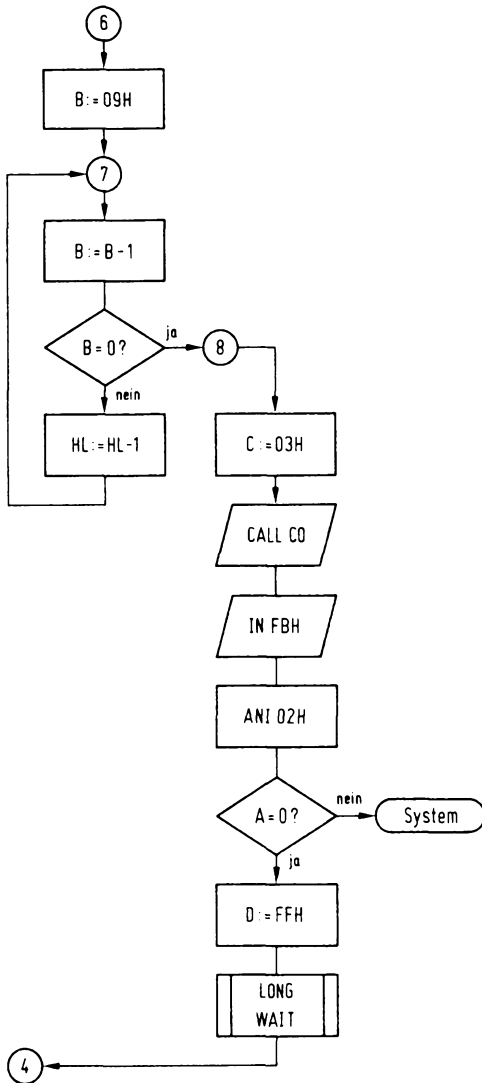 6
B:=09H
7
B:=B-1
B=0?
ja
8
nein
HL:=HL-1
C:=03H
CALL CO
IN FBH
ANI 02H
A=0?
nein
System
ja
D:=FFH
LONG
WAIT
4